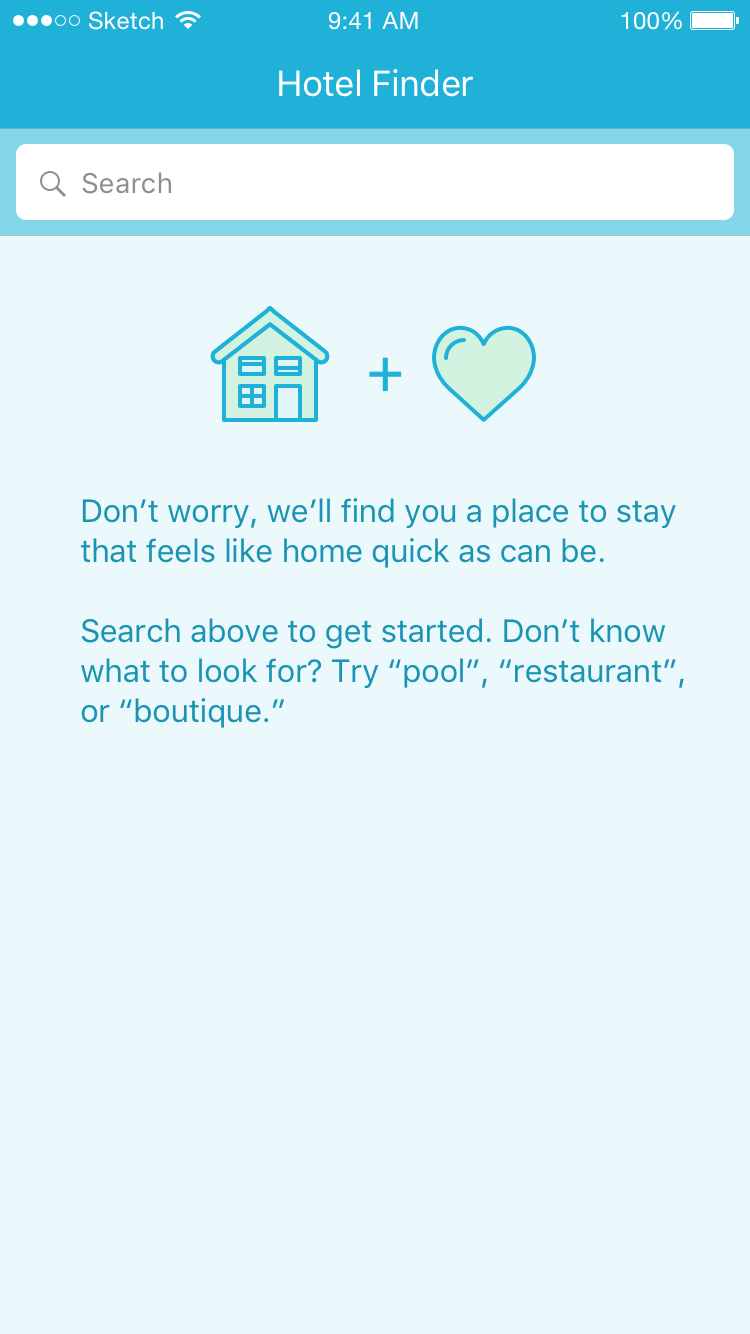 Sketch 9:41 AM 100%
Hotel Finder
Search
+
Don’t worry, we’ll find you a place to stay
that feels like home quick as can be.
Search above to get started. Don’t know
what to look for? Try “pool”, “restaurant”,
or “boutique.”